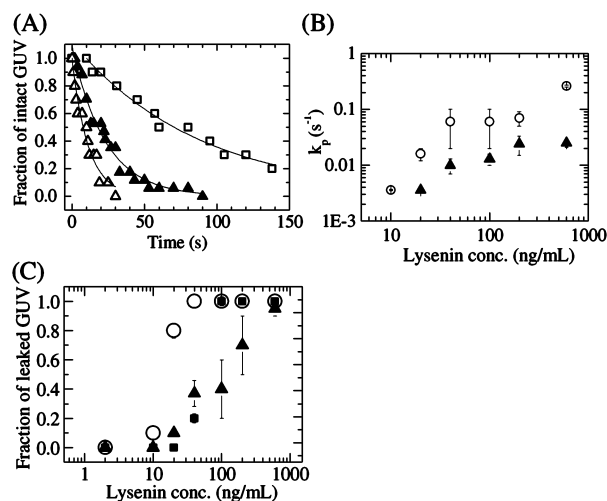 (A)
Fraction of intact GUV
1.0
0.8
0.6
0.4
0.2
0.0
0 50 100 150
Time (s)
(B)
kp (s-1)
1
0.1
0.01
1E-3
10 100 1000
Lysenin conc. (ng/mL)
(C)
Fraction of leaked GUV
1.0
0.8
0.6
0.4
0.2
0.0
1 10 100 1000
Lysenin conc. (ng/mL)